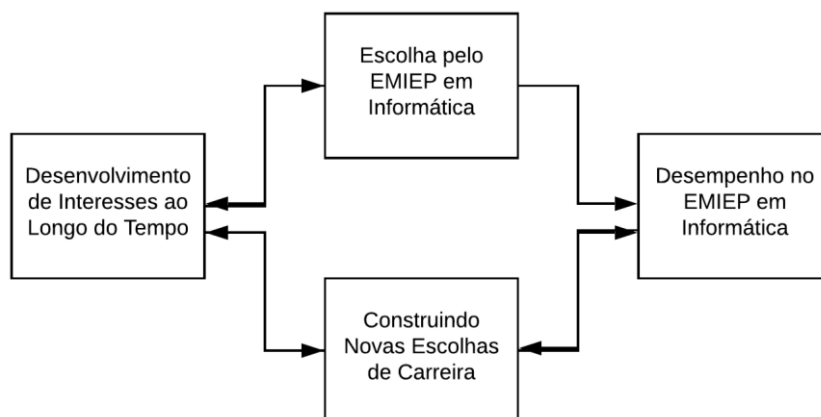 Escolha pelo
EMIEP em
Informática
Desenvolvimento
de Interesses ao
Longo do Tempo
Desempenho no
EMIEP em
Informática
Construindo
Novas Escolhas
de Carreira